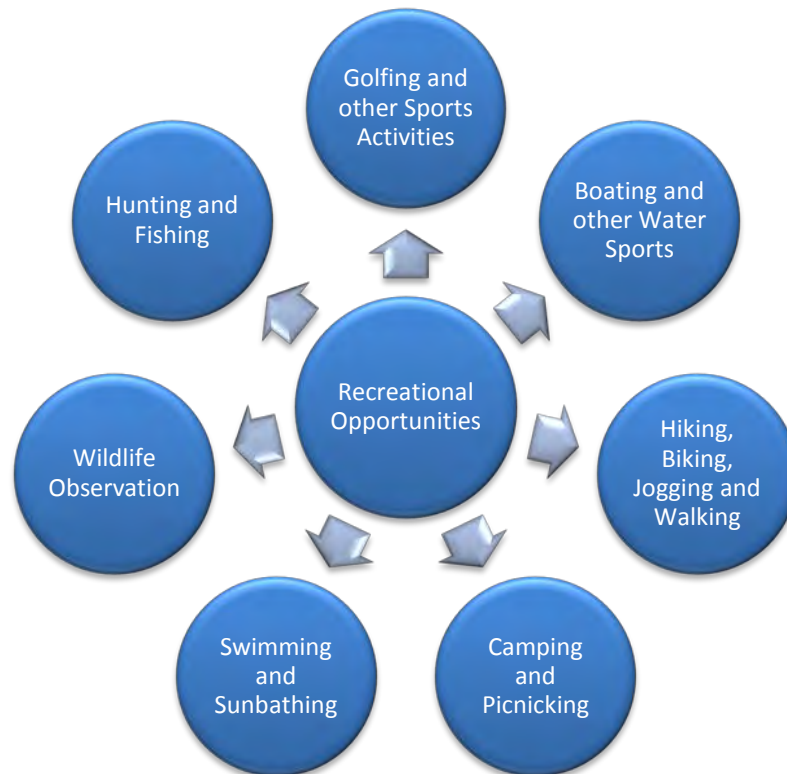 Golfing and
other Sports
Activities
Boating and
other Water
Sports
Hiking,
Biking,
Jogging and
Walking
Camping
and
Picnicking
Swimming
and
Sunbathing
Wildlife
Observation
Hunting and
Fishing
Recreational
Opportunities